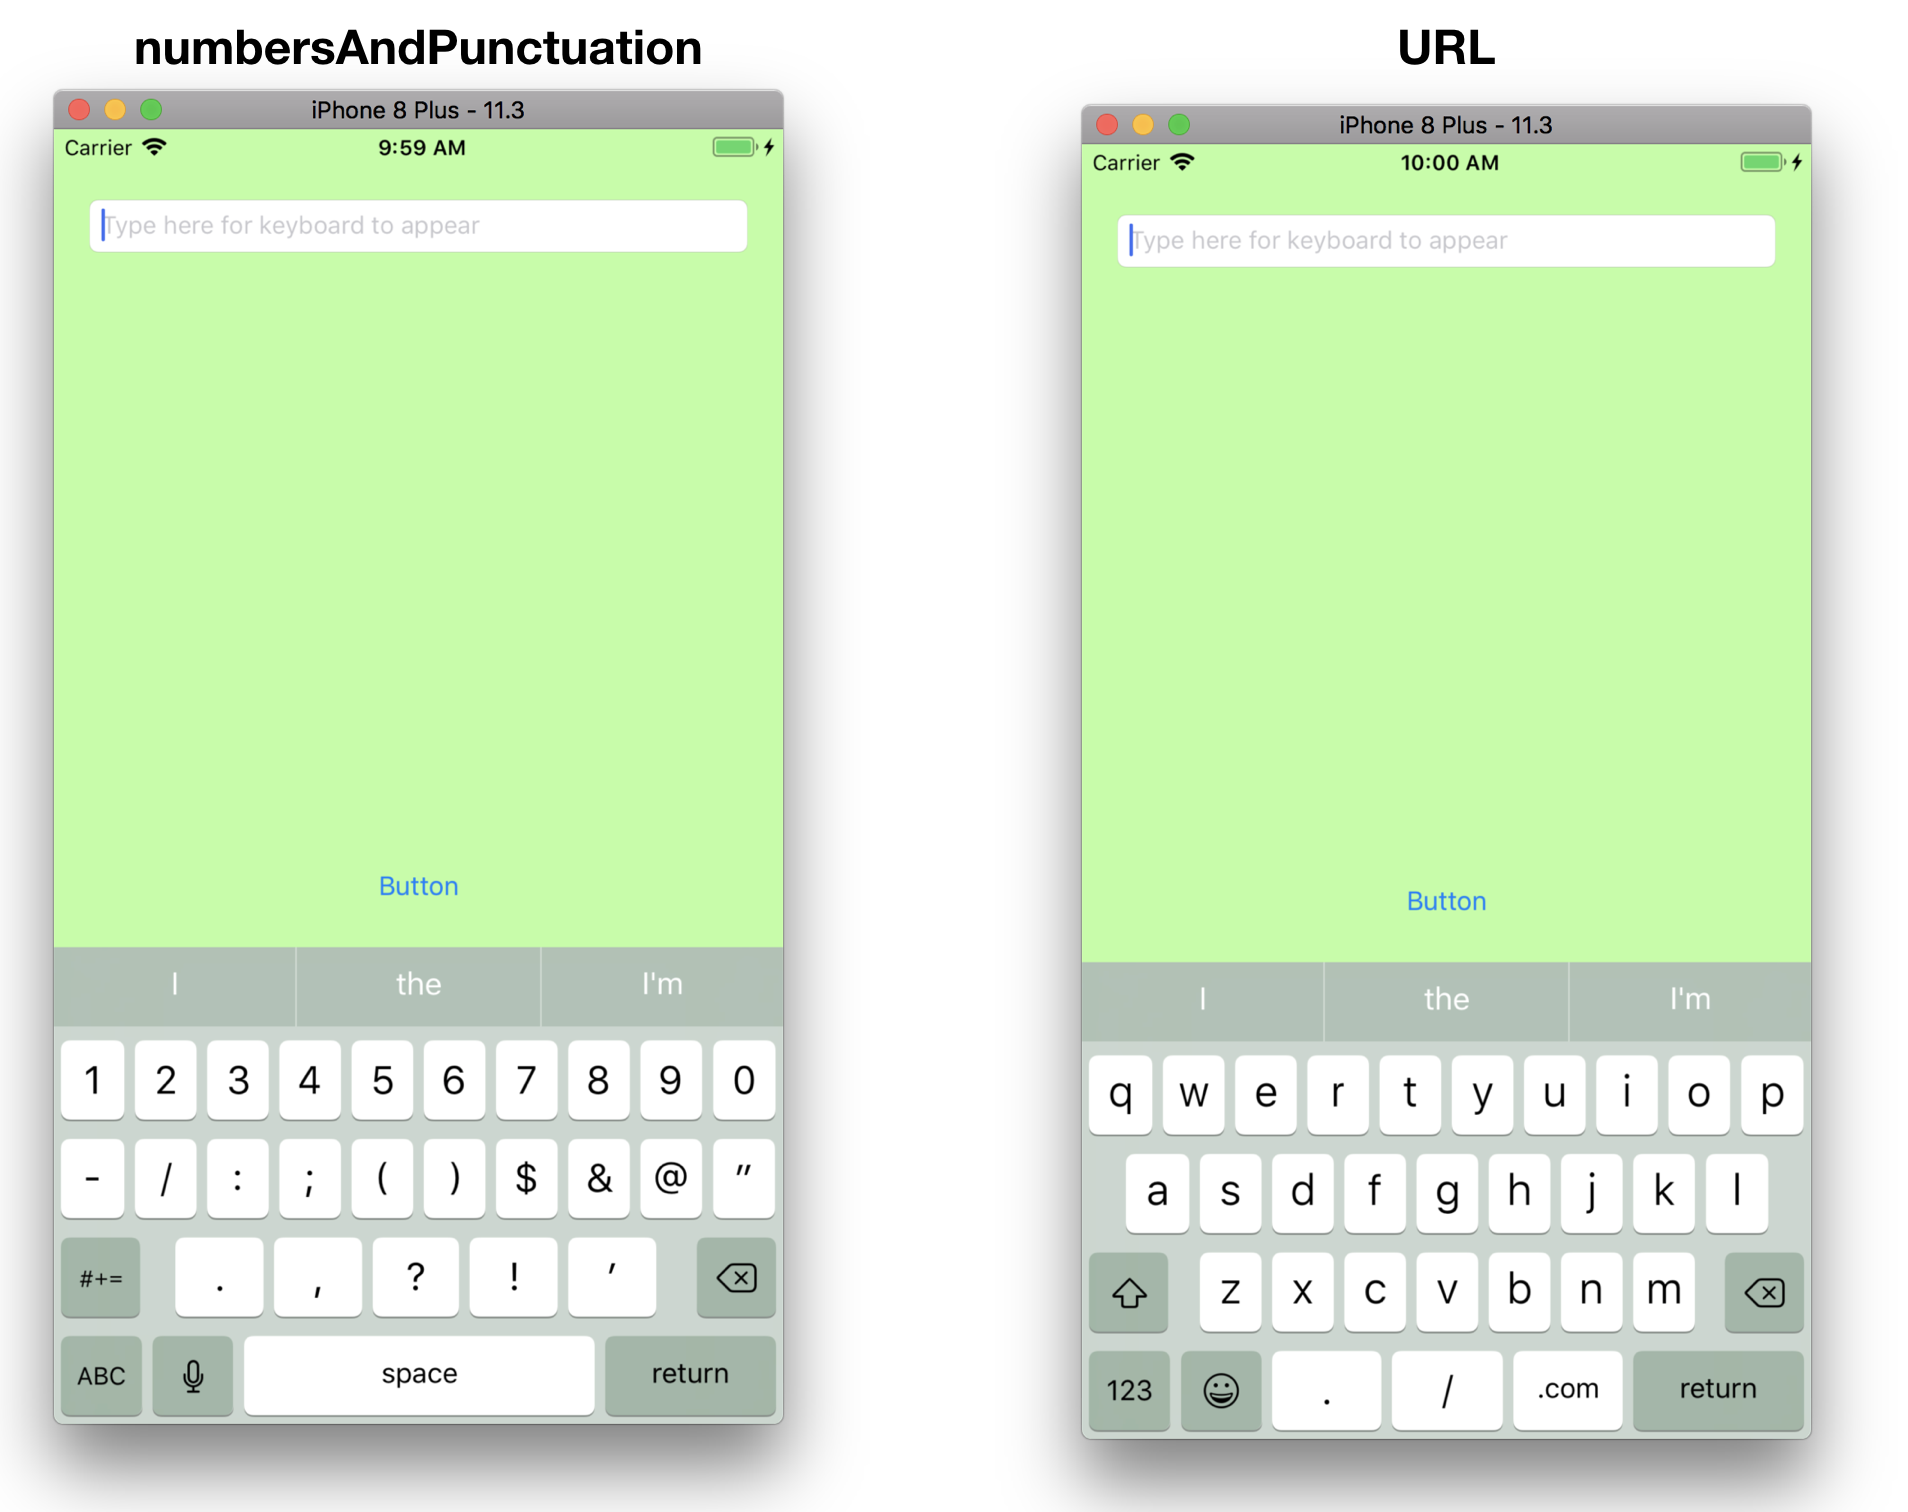 numbersAndPunctuation
iPhone 8 Plus - 11.3
Carrier 9:59 AM
Type here for keyboard to appear
Button
I the I'm
1 2 3 4 5 6 7 8 9 0
- / : ; ( ) $ & @ "
#+= . , ? ! '
ABC space return
URL
iPhone 8 Plus - 11.3
Carrier 10:00 AM
Type here for keyboard to appear
Button
I the I'm
q w e r t y u i o p
a s d f g h j k l
z x c v b n m
123 . / .com return